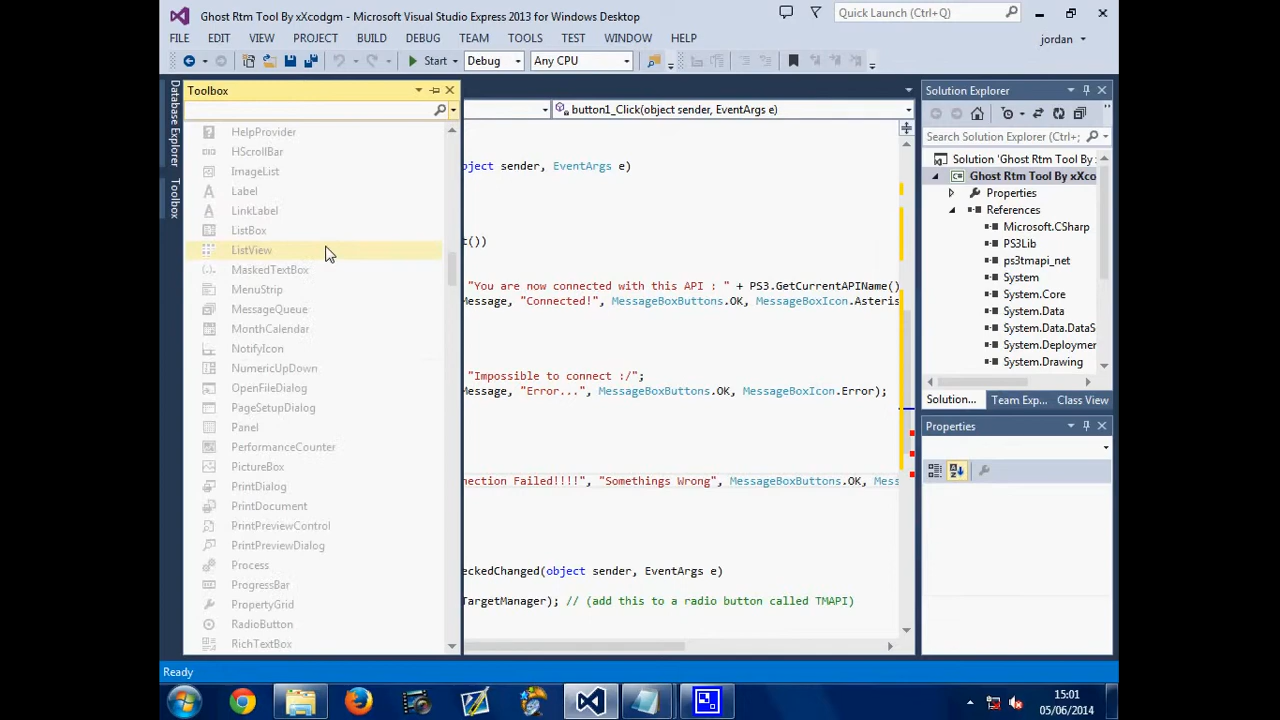 Ghost Rtm Tool By xXcodgm - Microsoft Visual Studio Express 2013 for Windows Desktop
Quick Launch (Ctrl+Q)
FILE EDIT VIEW PROJECT BUILD DEBUG TEAM TOOLS TEST WINDOW HELP
jordan
Start Debug Any CPU
Database Explorer
Toolbox
Toolbox
HelpProvider
HScrollBar
ImageList
Label
LinkLabel
ListBox
ListView
MaskedTextBox
MenuStrip
MessageQueue
MonthCalendar
NotifyIcon
NumericUpDown
OpenFileDialog
PageSetupDialog
Panel
PerformanceCounter
PictureBox
PrintDialog
PrintDocument
PrintPreviewControl
PrintPreviewDialog
Process
ProgressBar
PropertyGrid
RadioButton
RichTextBox
button1_Click(object sender, EventArgs e)
bject sender, EventArgs e)
t())
"You are now connected with this API : " + PS3.GetCurrentAPIName()
Message, "Connected!", MessageBoxButtons.OK, MessageBoxIcon.Asteris
"Impossible to connect :/";
Message, "Error...", MessageBoxButtons.OK, MessageBoxIcon.Error);
nection Failed!!!!", "Somethings Wrong", MessageBoxButtons.OK, Mess
eckedChanged(object sender, EventArgs e)
TargetManager); // (add this to a radio button called TMAPI)
Solution Explorer
Search Solution Explorer (Ctrl+;
Solution 'Ghost Rtm Tool By
Ghost Rtm Tool By xXco
Properties
References
Microsoft.CSharp
PS3Lib
ps3tmapi_net
System
System.Core
System.Data
System.Data.DataS
System.Deployme
System.Drawing
Solution... Team Exp... Class View
Properties
Ready
15:01
05/06/2014